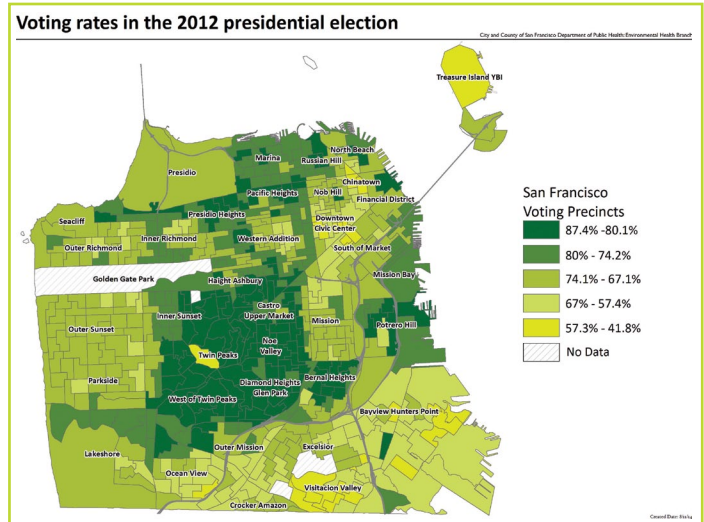 Voting rates in the 2012 presidential election
City and County of San Francisco Department of Public Health: Environmental Health Branch
Treasure Island YBI
North Beach
Marina
Russian Hill
Presidio
Chinatown
Pacific Heights
Nob Hill
Financial District
Presidio Heights
Seacliff
Downtown
Civic Center
Inner Richmond
Western Addition
Outer Richmond
South of Market
Golden Gate Park
Haight Ashbury
Mission Bay
Castro
Upper Market
Inner Sunset
Mission
Potrero Hill
Outer Sunset
Noe
Valley
Twin Peaks
Parkside
Diamond Heights
Glen Park
Bernal Heights
West of Twin Peaks
Bayview Hunters Point
Outer Mission
Excelsior
Lakeshore
Ocean View
Visitacion Valley
Crocker Amazon
San Francisco
Voting Precincts
87.4% -80.1%
80% - 74.2%
74.1% - 67.1%
67% - 57.4%
57.3% - 41.8%
No Data
Created Date: